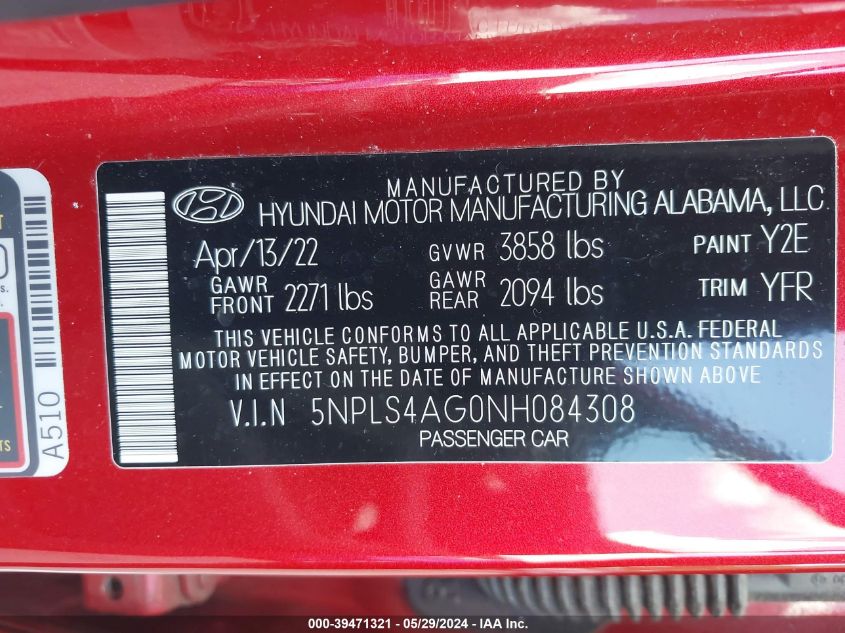 MANUFACTURED BY
HYUNDAI MOTOR MANUFACTURING ALABAMA, LLC
Apr/13/22 GVWR 3858 lbs PAINT Y2E
GAWR FRONT 2271 lbs GAWR REAR 2094 lbs TRIM YFR
THIS VEHICLE CONFORMS TO ALL APPLICABLE U.S.A. FEDERAL
MOTOR VEHICLE SAFETY, BUMPER, AND THEFT PREVENTION STANDARDS
IN EFFECT ON THE DATE OF MANUFACTURE SHOWN ABOVE.
V.I.N 5NPLS4AG0NH084308
PASSENGER CAR
A510
000-39471321 - 05/29/2024 - IAA Inc.